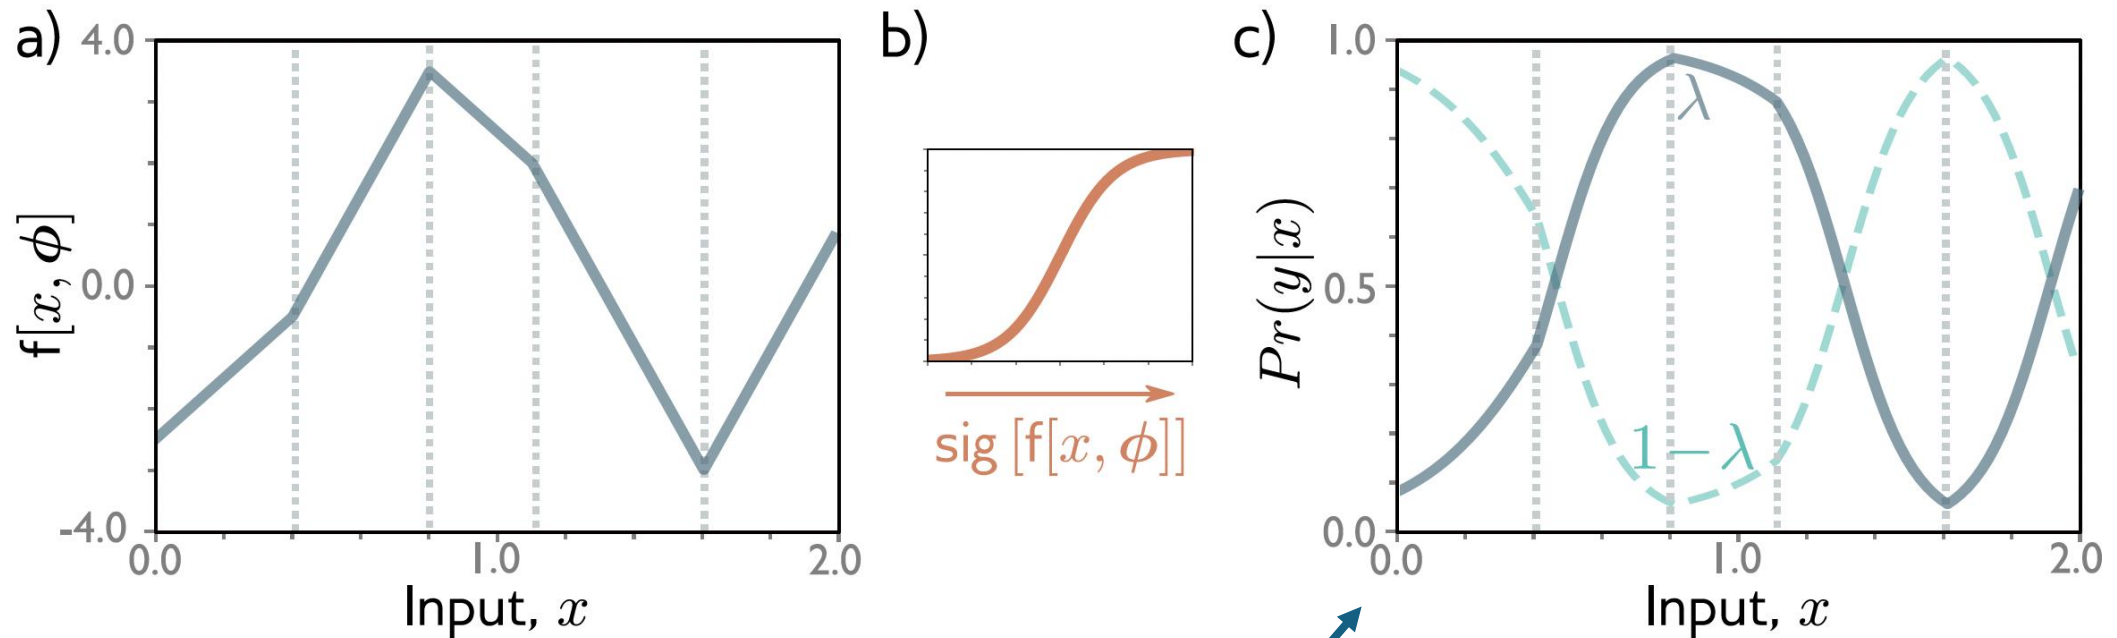 a)
4.0
0.0
-4.0
f[x, ϕ]
0.0 1.0 2.0
Input, x
b)
sig [f[x, ϕ]]
c)
1.0
0.5
0.0
Pr(y|x)
λ
1−λ
0.0 1.0 2.0
Input, x